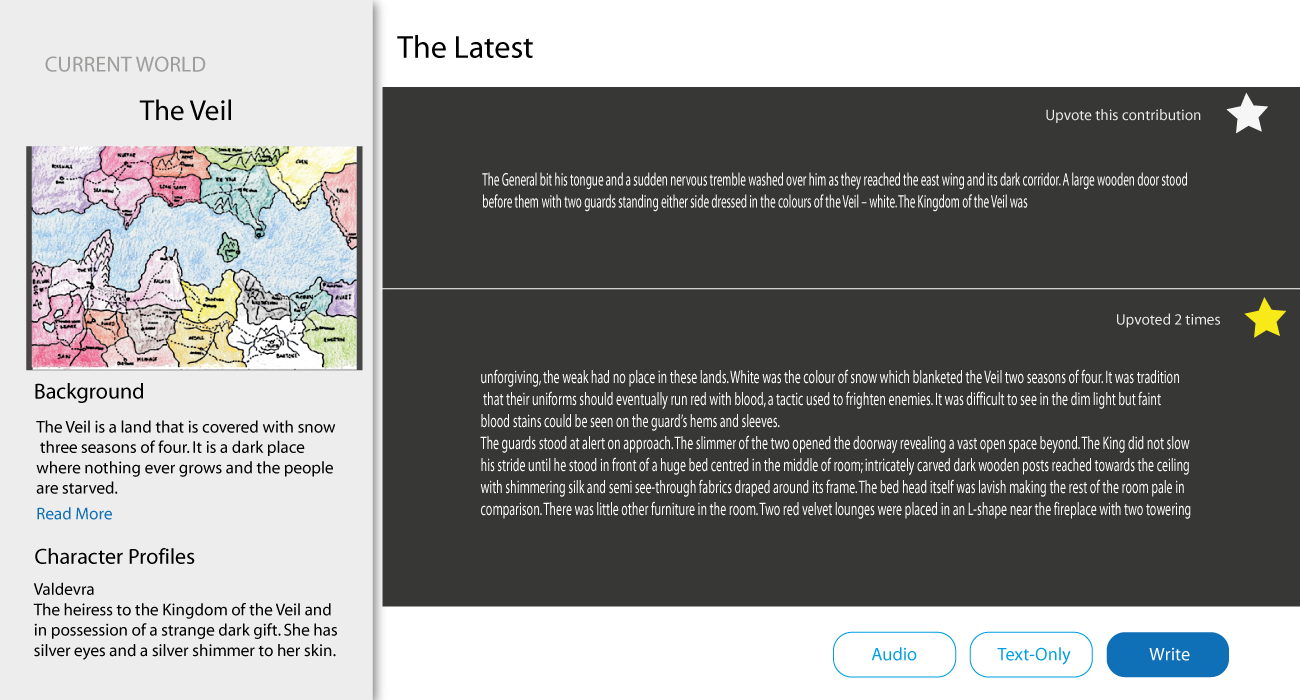 CURRENT WORLD
The Veil
THE VEIL
Background
The Veil is a land that is covered with snow
three seasons of four. It is a dark place
where nothing ever grows and the people
are starved.
Read More
Character Profiles
Valdevra
The heiress to the Kingdom of the Veil and
in possession of a strange dark gift. She has
silver eyes and a silver shimmer to her skin.
The Latest
Upvote this contribution
The General bit his tongue and a sudden nervous tremble washed over him as they reached the east wing and its dark corridor. A large wooden door stood
before them with two guards standing either side dressed in the colours of the Veil – white. The Kingdom of the Veil was
Upvoted 2 times
unforgiving, the weak had no place in these lands. White was the colour of snow which blanketed the Veil two seasons of four. It was tradition
that their uniforms should eventually run red with blood, a tactic used to frighten enemies. It was difficult to see in the dim light but faint
blood stains could be seen on the guard's hems and sleeves.
The guards stood at alert on approach. The slimmer of the two opened the doorway revealing a vast open space beyond. The King did not slow
his stride until he stood in front of a huge bed centred in the middle of room; intricately carved dark wooden posts reached towards the ceiling
with shimmering silk and semi see-through fabrics draped around its frame. The bed head itself was lavish making the rest of the room pale in
comparison. There was little other furniture in the room. Two red velvet lounges were placed in an L-shape near the fireplace with two towering
Audio
Text-Only
Write